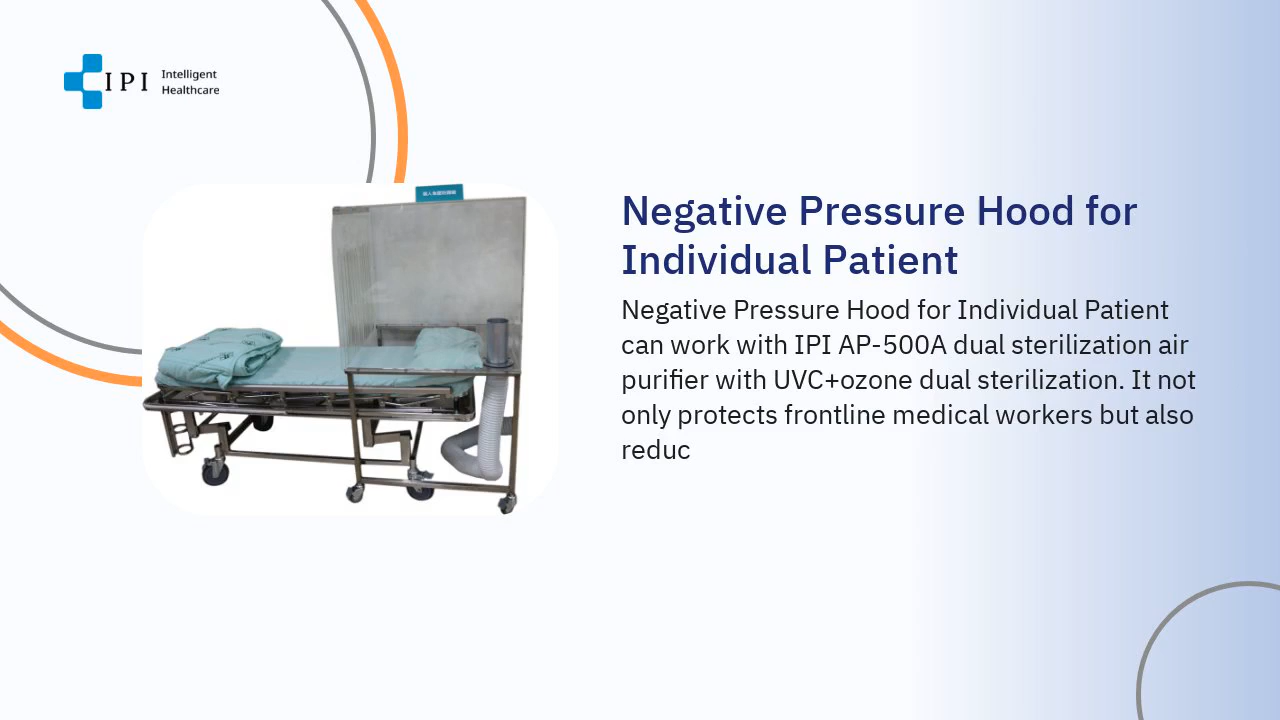 IPI
Intelligent
Healthcare
Negative Pressure Hood for
Individual Patient
Negative Pressure Hood for Individual Patient
can work with IPI AP-500A dual sterilization air
purifier with UVC+ozone dual sterilization. It not
only protects frontline medical workers but also
reduc